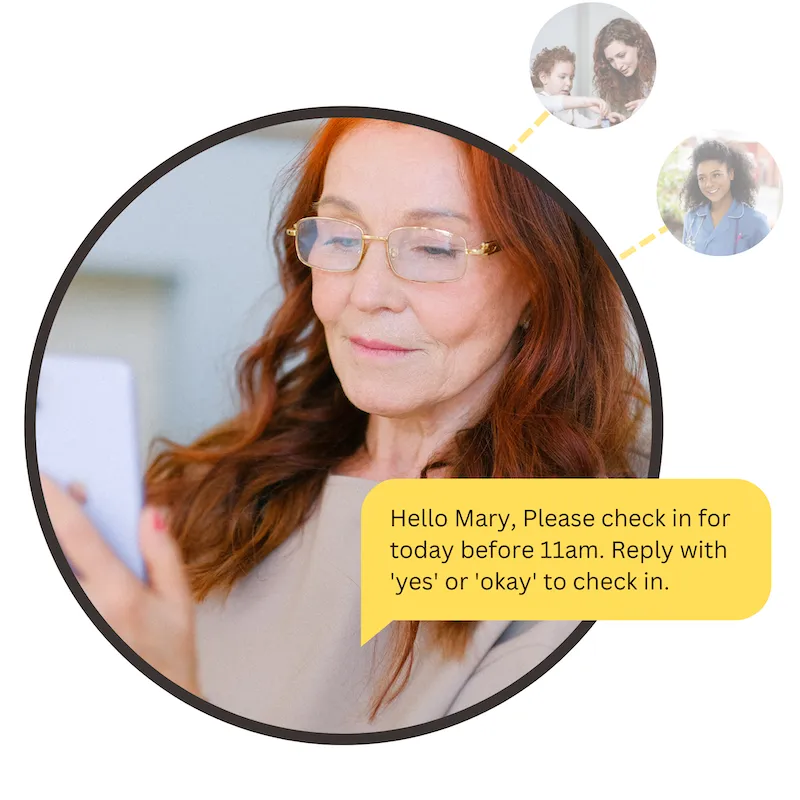 Hello Mary, Please check in for
today before 11am. Reply with
'yes' or 'okay' to check in.